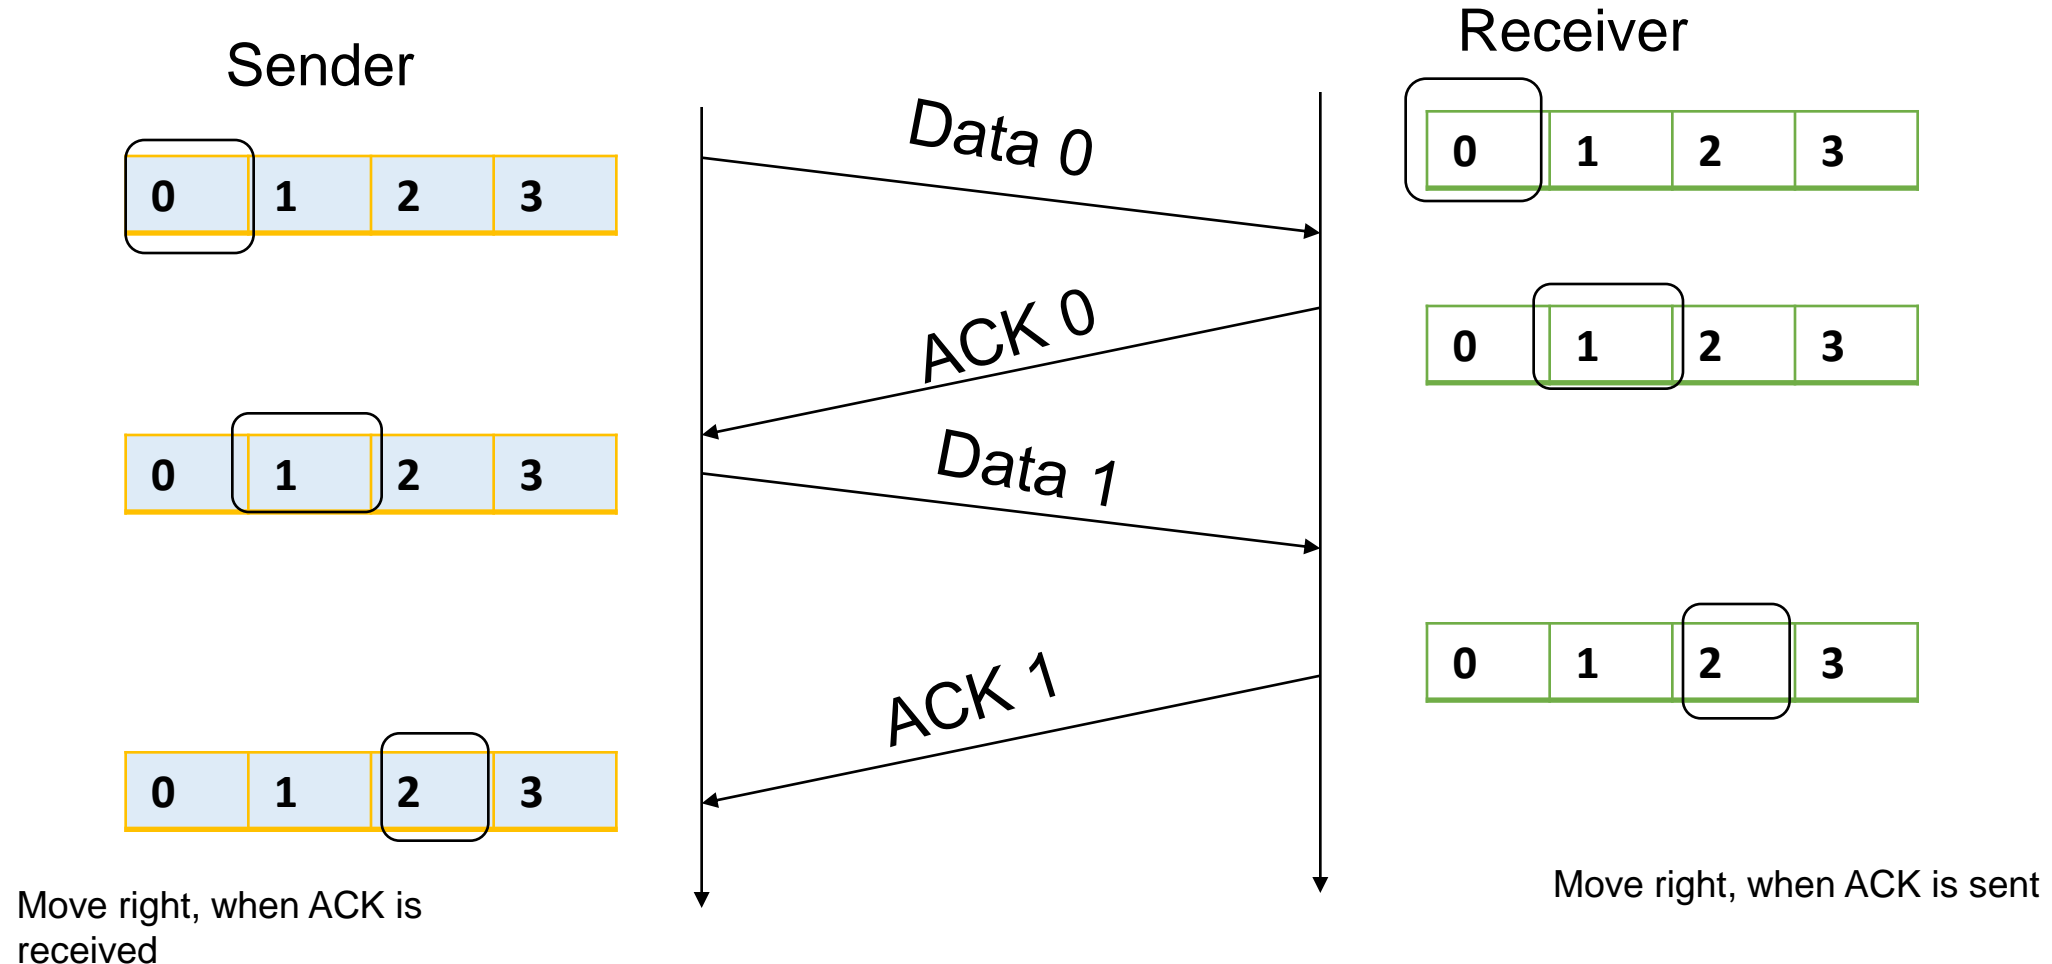 Sender
Receiver
0 1 2 3
Data 0
0 1 2 3
ACK 0
0 1 2 3
0 1 2 3
Data 1
0 1 2 3
ACK 1
0 1 2 3
Move right, when ACK is
received
Move right, when ACK is sent